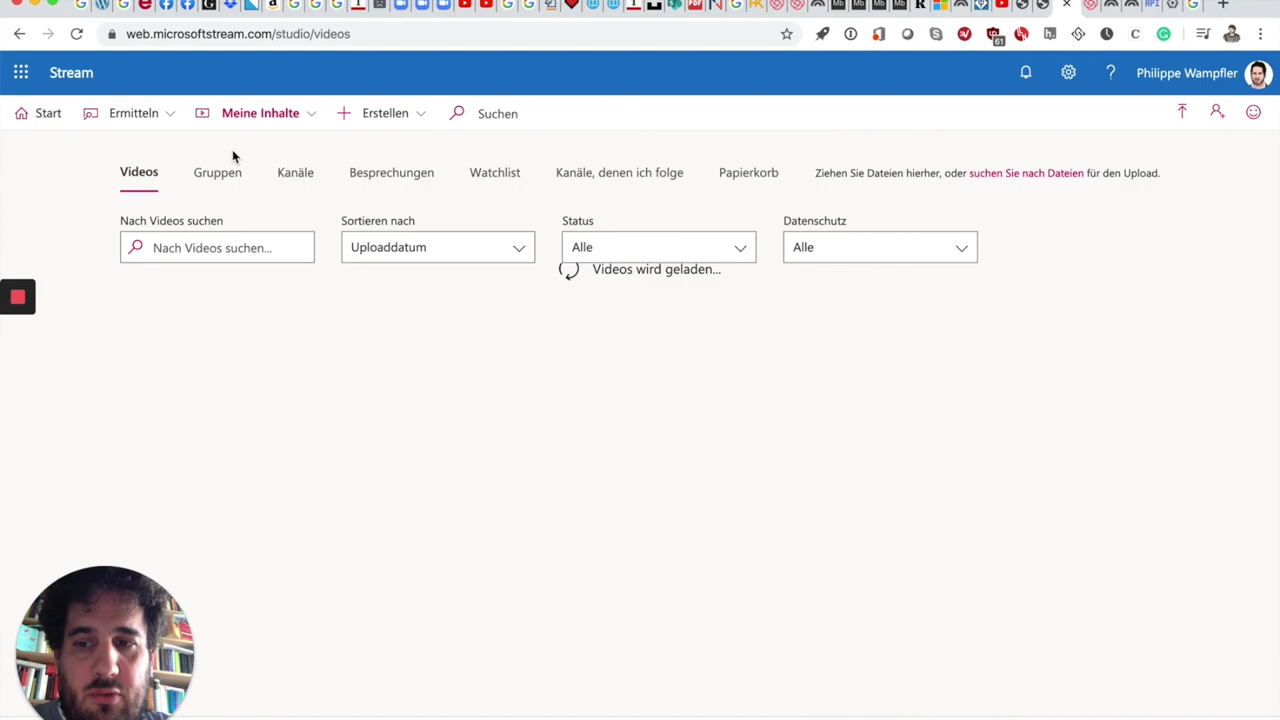 web.microsoftstream.com/studio/videos
61
Stream
Philippe Wampfler
Start
Ermitteln
Meine Inhalte
Erstellen
Suchen
Videos
Gruppen
Kanäle
Besprechungen
Watchlist
Kanäle, denen ich folge
Papierkorb
Ziehen Sie Dateien hierher, oder suchen Sie nach Dateien für den Upload.
Nach Videos suchen
Sortieren nach
Status
Datenschutz
Nach Videos suchen...
Uploaddatum
Alle
Alle
Videos wird geladen...